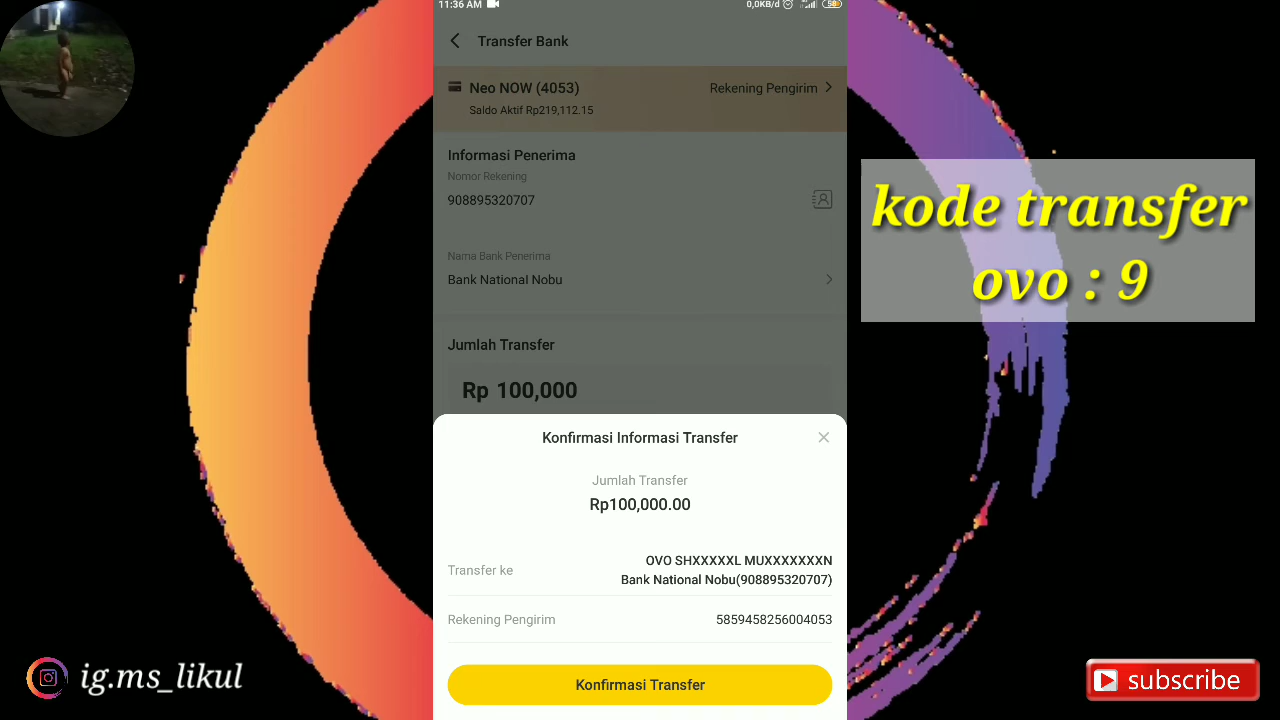 11:36 AM
0,0KB/d
58
Transfer Bank
Neo NOW (4053)
Rekening Pengirim
Saldo Aktif Rp219,112.15
Informasi Penerima
Nomor Rekening
908895320707
Nama Bank Penerima
Bank National Nobu
Jumlah Transfer
Rp 100,000
Konfirmasi Informasi Transfer
Jumlah Transfer
Rp100,000.00
Transfer ke
OVO SHXXXXXL MUXXXXXXXN
Bank National Nobu(908895320707)
Rekening Pengirim
5859458256004053
Konfirmasi Transfer
kode transfer
ovo : 9
ig.ms_likul
subscribe